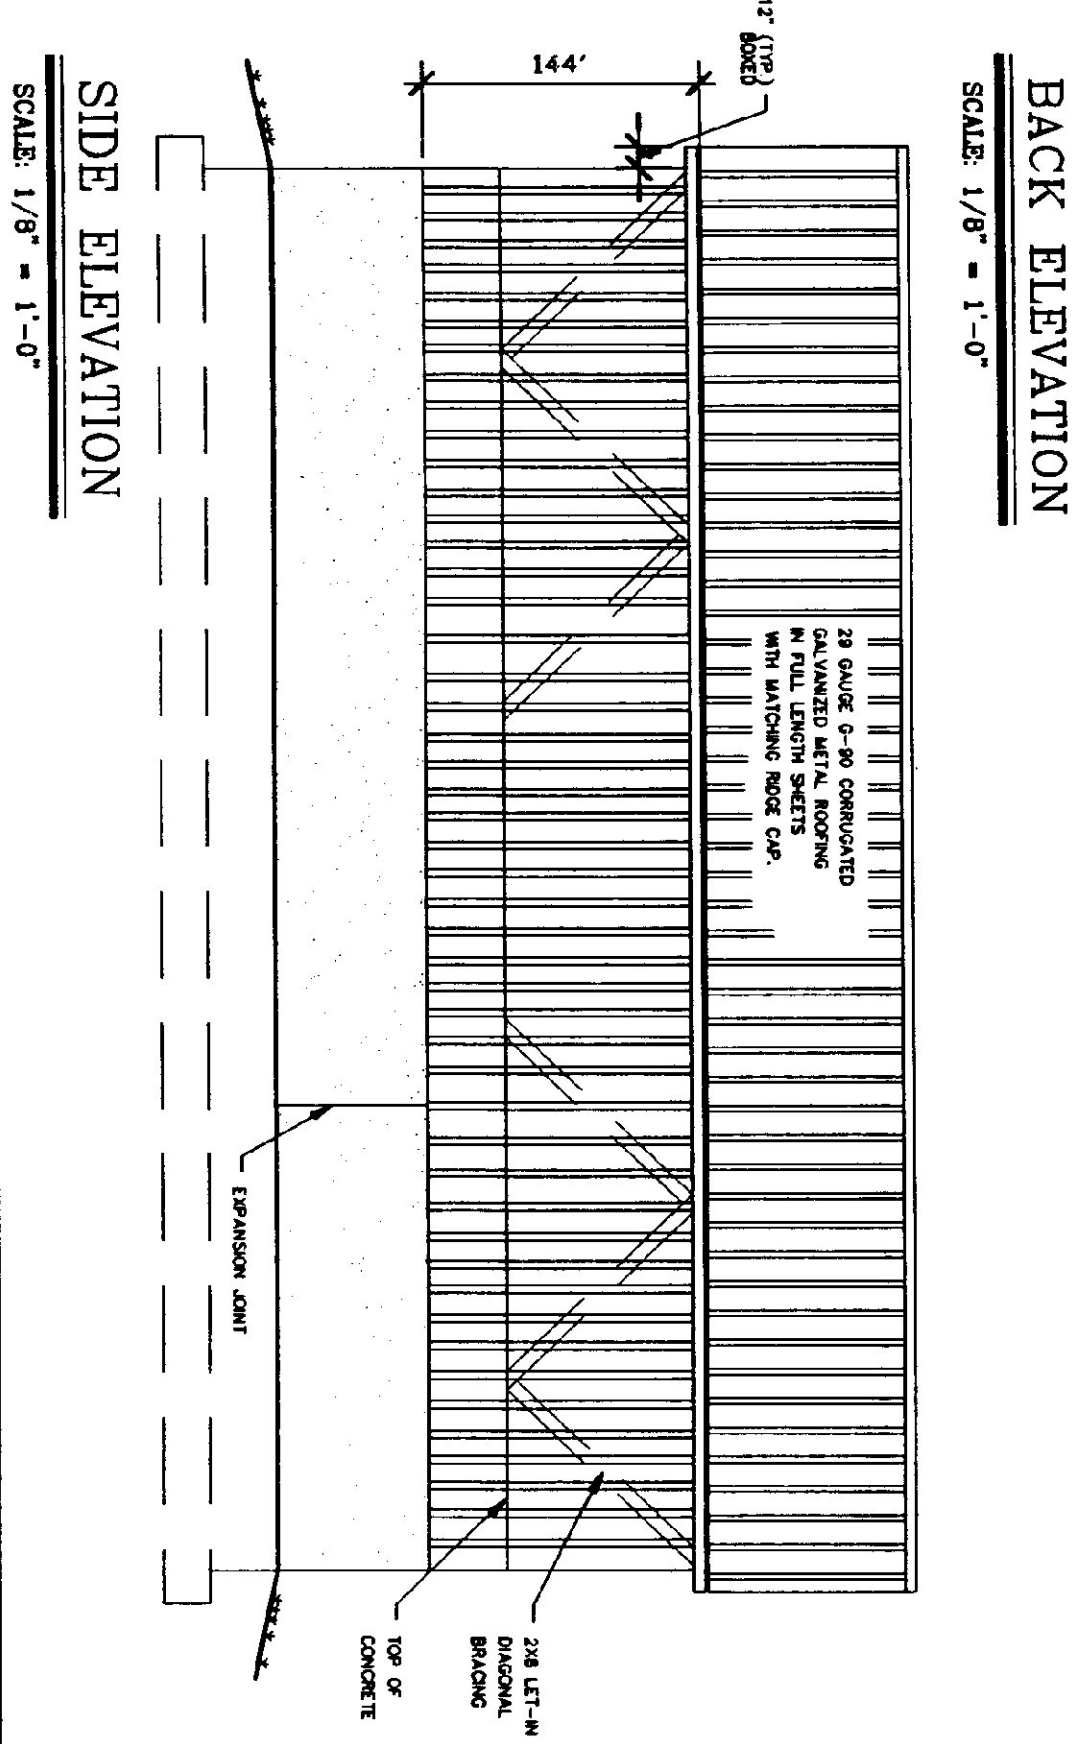 BACK ELEVATION
SCALE: 1/8" = 1'-0"
12" (TYP.)
BOXED
144'
29 GAUGE G-90 CORRUGATED
GALVANIZED METAL ROOFING
IN FULL LENGTH SHEETS
WITH MATCHING RIDGE CAP.
2X6 LET-IN
DIAGONAL
BRACING
TOP OF
CONCRETE
EXPANSION JOINT
SIDE ELEVATION
SCALE: 1/8" = 1'-0"